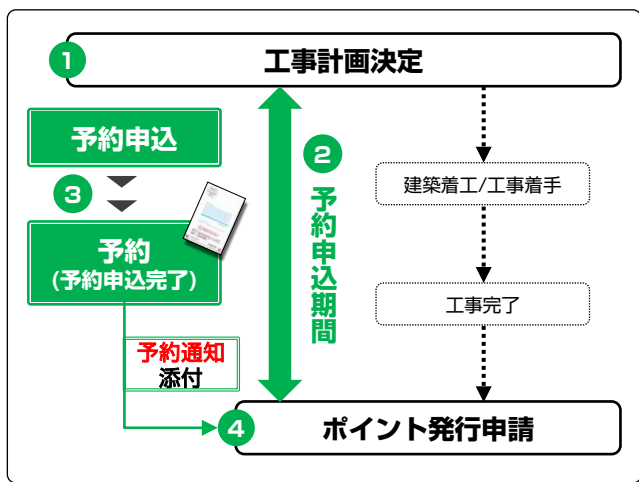 1
工事計画決定
予約申込
3
予約
(予約申込完了)
予約通知
添付
2
予約申込期間
建築着工/工事着手
工事完了
4
ポイント発行申請